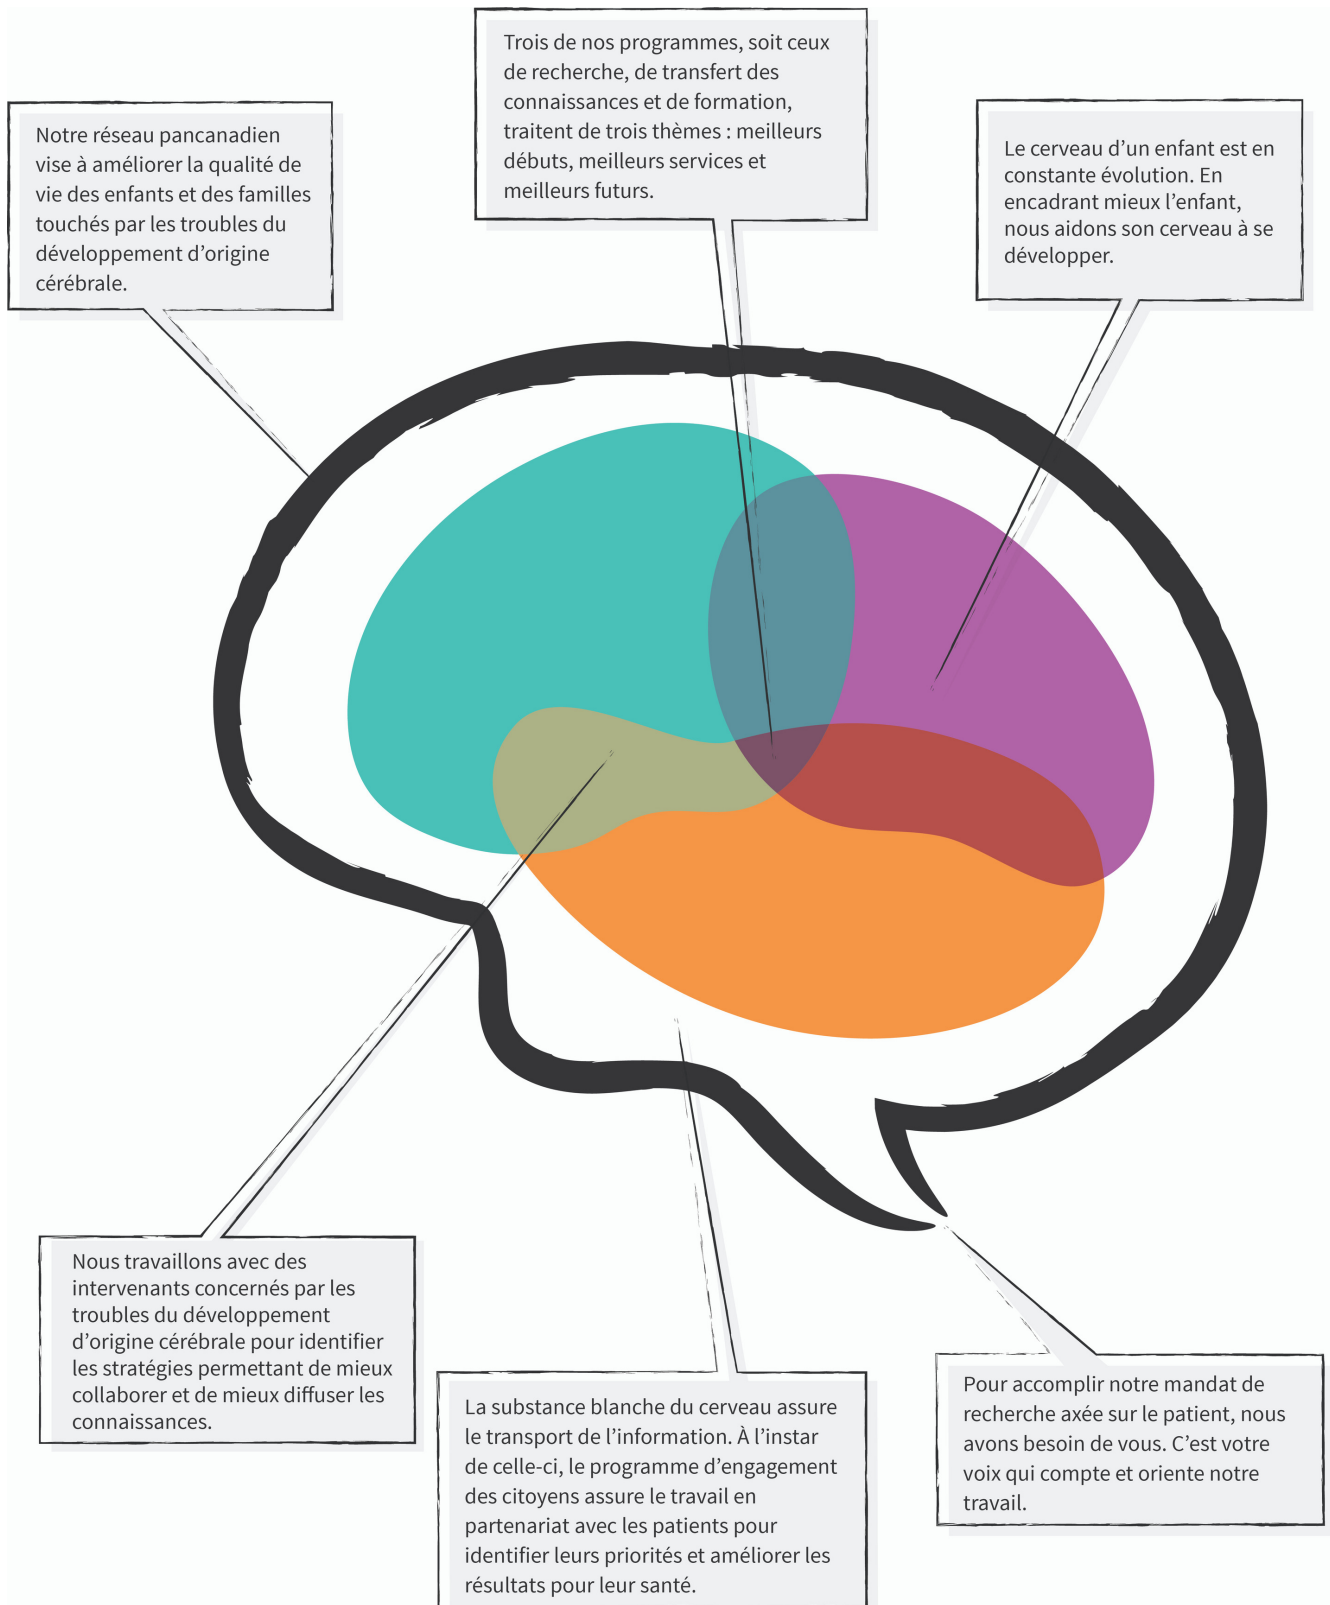 Trois de nos programmes, soit ceux
de recherche, de transfert des
connaissances et de formation,
traitent de trois thèmes : meilleurs
débuts, meilleurs services et
meilleurs futurs.
Notre réseau pancanadien
vise à améliorer la qualité de
vie des enfants et des familles
touchés par les troubles du
développement d’origine
cérébrale.
Le cerveau d’un enfant est en
constante évolution. En
encadrant mieux l’enfant,
nous aidons son cerveau à se
développer.
Nous travaillons avec des
intervenants concernés par les
troubles du développement
d’origine cérébrale pour identifier
les stratégies permettant de mieux
collaborer et de mieux diffuser les
connaissances.
La substance blanche du cerveau assure
le transport de l’information. À l’instar
de celle-ci, le programme d’engagement
des citoyens assure le travail en
partenariat avec les patients pour
identifier leurs priorités et améliorer les
résultats pour leur santé.
Pour accomplir notre mandat de
recherche axée sur le patient, nous
avons besoin de vous. C’est votre
voix qui compte et oriente notre
travail.